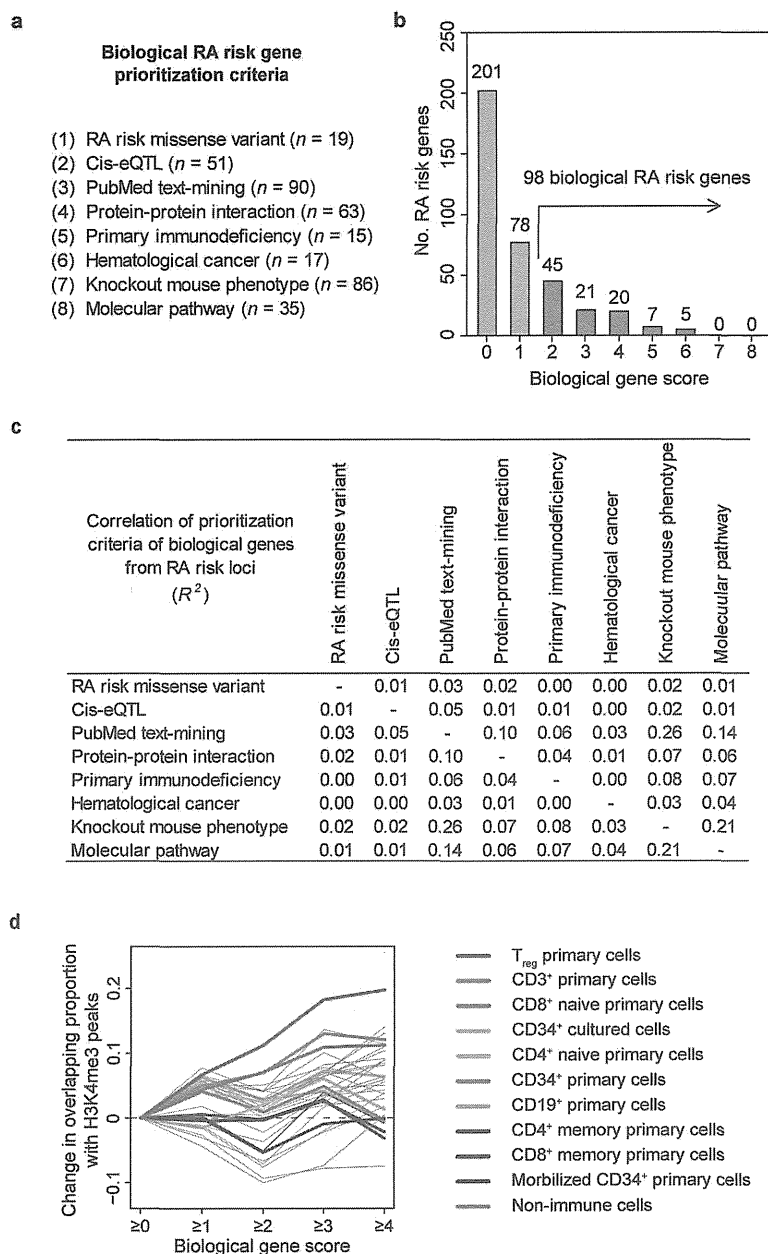 a
Biological RA risk gene
prioritization criteria
(1) RA risk missense variant (n = 19)
(2) Cis-eQTL (n = 51)
(3) PubMed text-mining (n = 90)
(4) Protein-protein interaction (n = 63)
(5) Primary immunodeficiency (n = 15)
(6) Hematological cancer (n = 17)
(7) Knockout mouse phenotype (n = 86)
(8) Molecular pathway (n = 35)
b
No. RA risk genes
250
200
150
100
50
0
201
78
45
21
20
7
5
0
0
98 biological RA risk genes
0 1 2 3 4 5 6 7 8
Biological gene score
c
Correlation of prioritization
criteria of biological genes
from RA risk loci
(R²)
RA risk missense variant
Cis-eQTL
PubMed text-mining
Protein-protein interaction
Primary immunodeficiency
Hematological cancer
Knockout mouse phenotype
Molecuular pathway
RA risk missense variant - 0.01 0.03 0.02 0.00 0.00 0.02 0.01
Cis-eQTL 0.01 - 0.05 0.01 0.01 0.00 0.02 0.01
PubMed text-mining 0.03 0.05 - 0.10 0.06 0.03 0.26 0.14
Protein-protein interaction 0.02 0.01 0.10 - 0.04 0.01 0.07 0.06
Primary immunodeficiency 0.00 0.01 0.06 0.04 - 0.00 0.08 0.07
Hematological cancer 0.00 0.00 0.03 0.01 0.00 - 0.03 0.04
Knockout mouse phenotype 0.02 0.02 0.26 0.07 0.08 0.03 - 0.21
Molecular pathway 0.01 0.01 0.14 0.06 0.07 0.04 0.21 -
d
Change in overlapping proportion
with H3K4me3 peaks
0.2
0.1
0
−0.1
≥0 ≥1 ≥2 ≥3 ≥4
Biological gene score
Treg primary cells
CD3⁺ primary cells
CD8⁺ naive primary cells
CD34⁺ cultured cells
CD4⁺ naive primary cells
CD34⁺ primary cells
CD19⁺ primary cells
CD4⁺ memory primary cells
CD8⁺ memory primary cells
Morbilized CD34⁺ primary cells
Non-immune cells